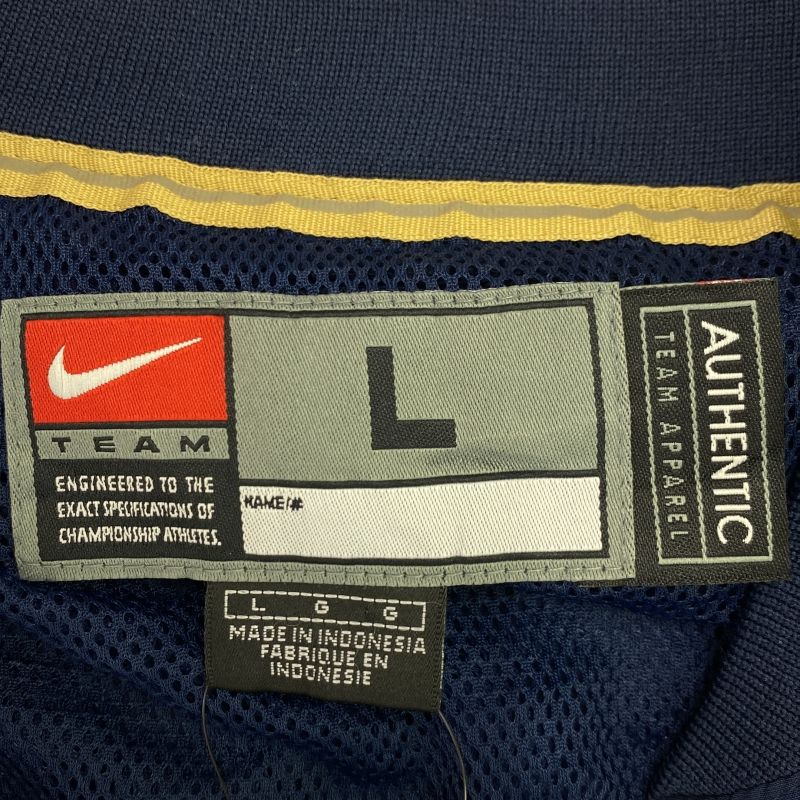 TEAM
ENGINEERED TO THE
EXACT SPECIFICATIONS OF
CHAMPIONSHIP ATHLETES.
L
NAME/#
AUTHENTIC
TEAM APPAREL
L G G
MADE IN INDONESIA
FABRIQUE EN
INDONESIE